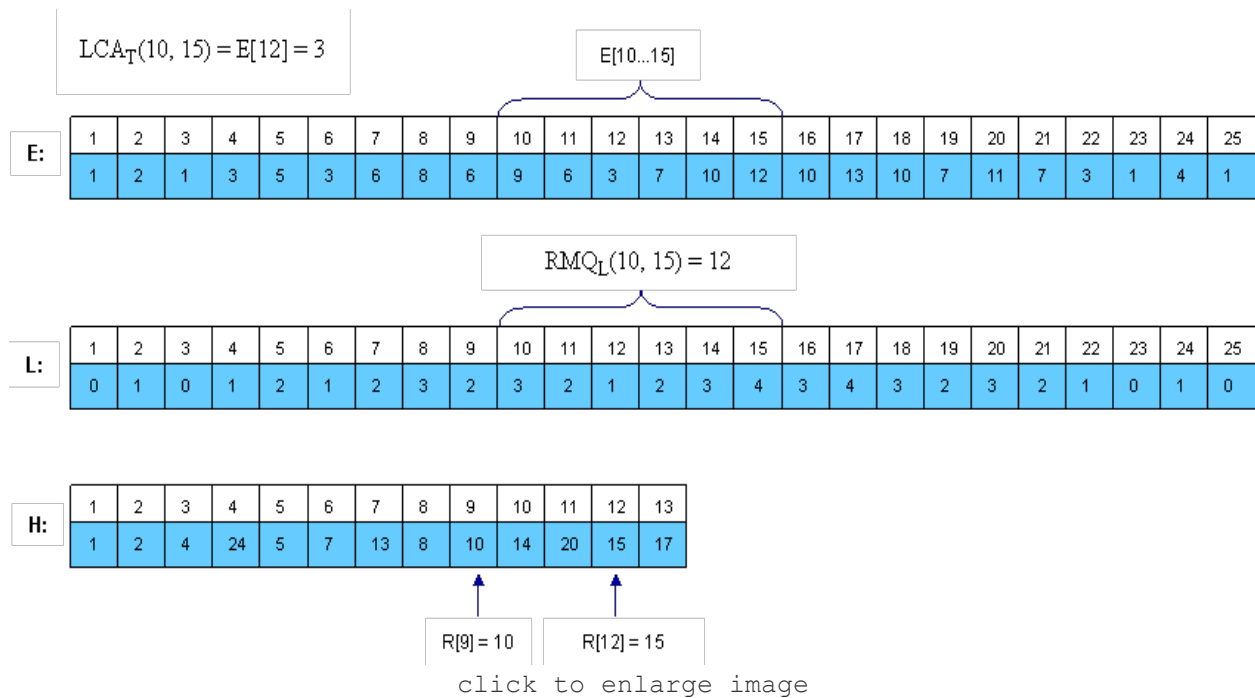 LCA_T(10, 15) = E[12] = 3
E[10...15]
E:
1 2 3 4 5 6 7 8 9 10 11 12 13 14 15 16 17 18 19 20 21 22 23 24 25
1 2 1 3 5 3 6 8 6 9 6 3 7 10 12 10 13 10 7 11 7 3 1 4 1
RMQ_L(10, 15) = 12
L:
1 2 3 4 5 6 7 8 9 10 11 12 13 14 15 16 17 18 19 20 21 22 23 24 25
0 1 0 1 2 1 2 3 2 3 2 1 2 3 4 3 4 3 2 3 2 1 0 1 0
H:
1 2 3 4 5 6 7 8 9 10 11 12 13
1 2 4 24 5 7 13 8 10 14 20 15 17
R[9] = 10 R[12] = 15
click to enlarge image